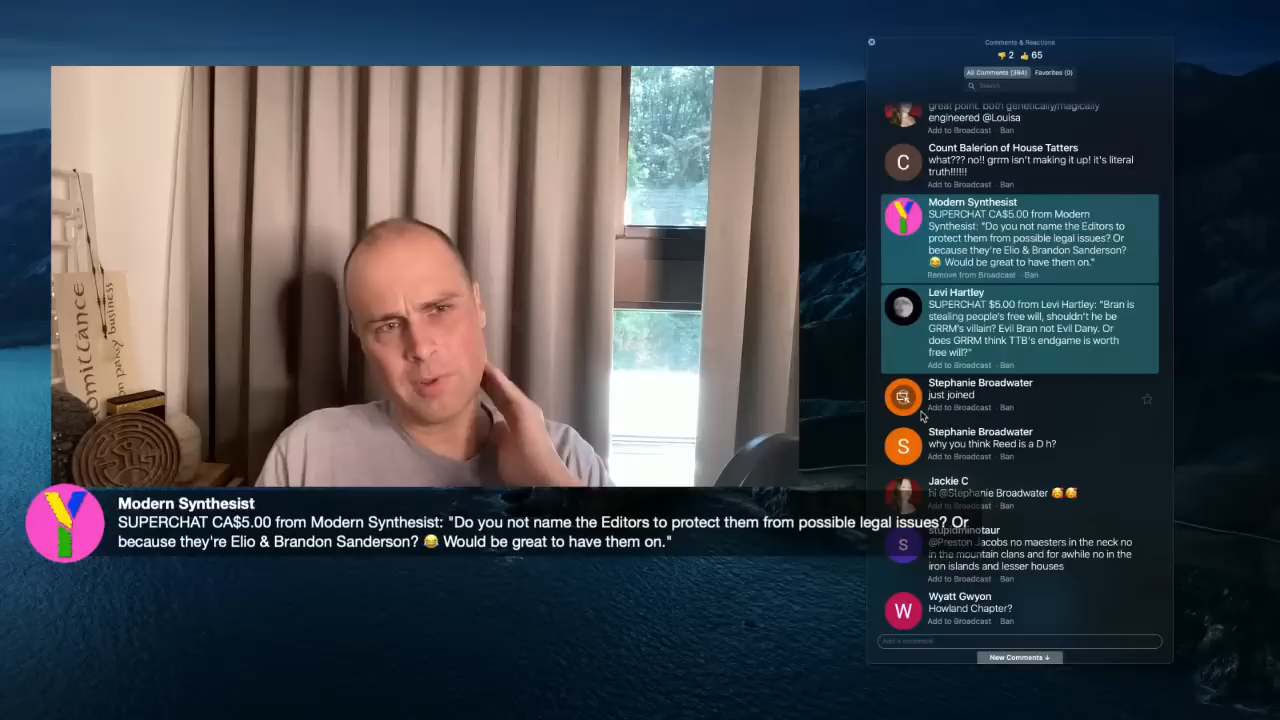 Comments & Reactions
👎 2 👍 65
All Comments (384) Favorites (0)
Search
great point. both genetically/magically
engineered @Louisa
Add to Broadcast · Ban
Count Balerion of House Tatters
C
what??? no!! grrm isn't making it up! it's literal
truth!!!!!!
Add to Broadcast · Ban
Modern Synthesist
SUPERCHAT CA$5.00 from Modern
Synthesist: "Do you not name the Editors to
protect them from possible legal issues? Or
because they're Elio & Brandon Sanderson?
😂 Would be great to have them on."
Remove from Broadcast · Ban
Levi Hartley
SUPERCHAT $5.00 from Levi Hartley: "Bran is
stealing people's free will, shouldn't he be
GRRM's villain? Evil Bran not Evil Dany. Or
does GRRM think TTB's endgame is worth
free will?"
Add to Broadcast · Ban
Stephanie Broadwater
just joined
Add to Broadcast · Ban
Stephanie Broadwater
S
why you think Reed is a D h?
Add to Broadcast · Ban
Jackie C
hi @Stephanie Broadwater 🥰 🥰
Add to Broadcast · Ban
stupidminotaur
S
@Preston Jacobs no maesters in the neck no
in the mountain clans and for awhile no in the
iron islands and lesser houses
Add to Broadcast · Ban
Wyatt Gwyon
W
Howland Chapter?
Add to Broadcast · Ban
Add a comment
New Comments ↓
omittance
on palky
business
Modern Synthesist
SUPERCHAT CA$5.00 from Modern Synthesist: "Do you not name the Editors to protect them from possible legal issues? Or
because they're Elio & Brandon Sanderson? 😂 Would be great to have them on."